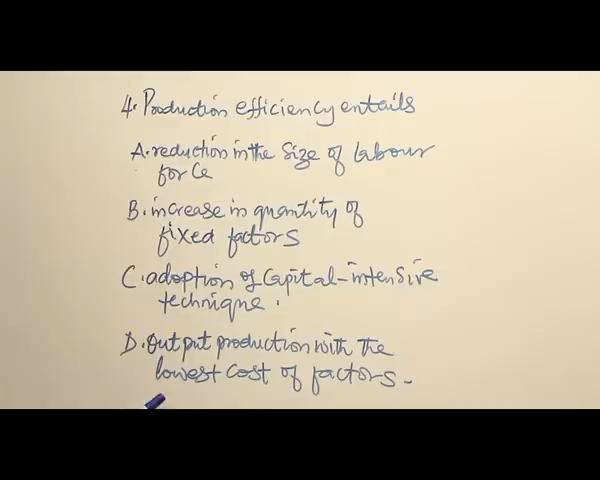 4. Production efficiency entails
A. reduction in the size of labour
force
B. increase in quantity of
fixed factors
C. adoption of Capital-intensive
technique.
D. Output production with the
lowest cost of factors.